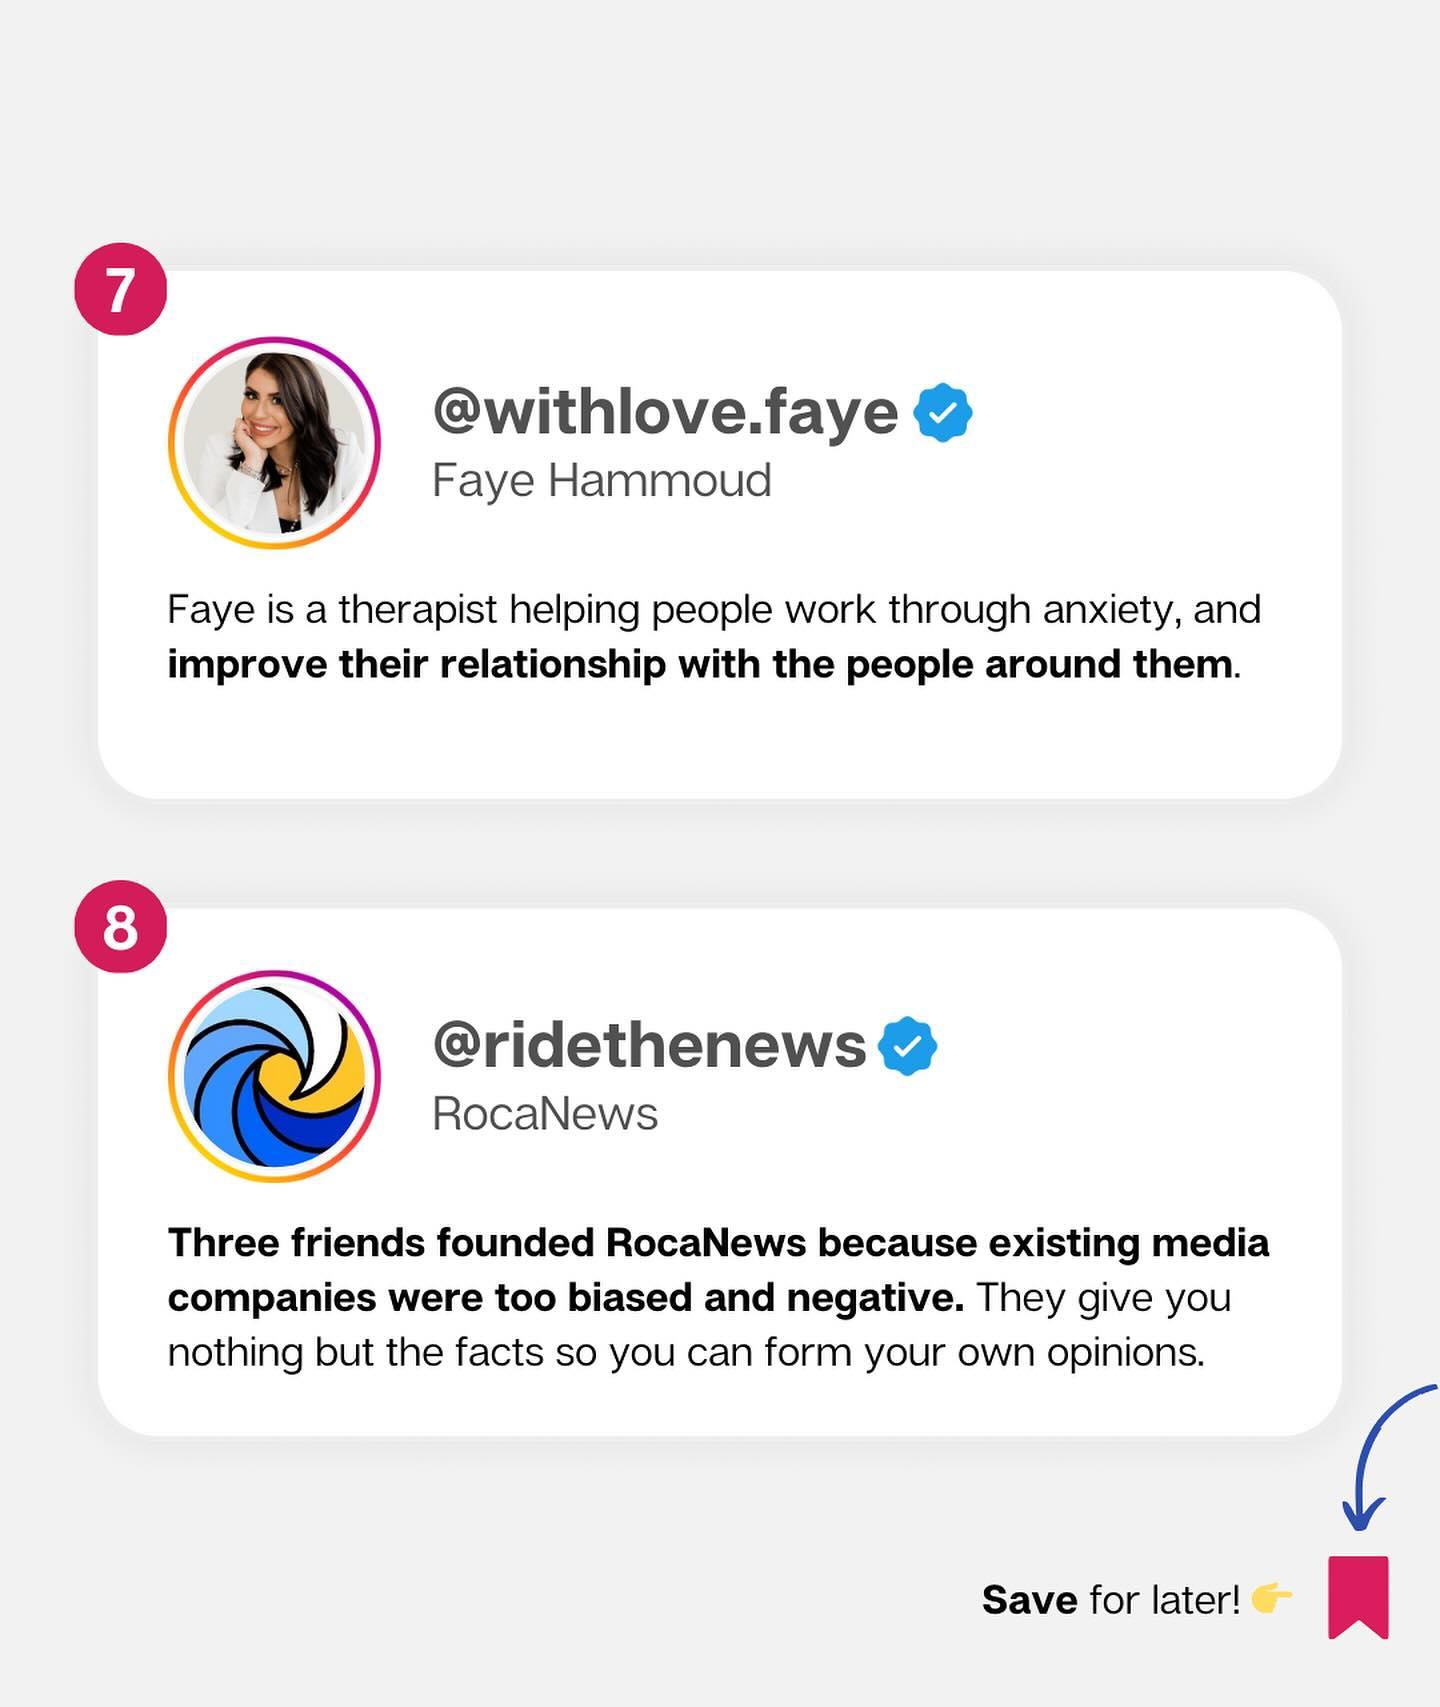 7
@withlove.faye
Faye Hammoud
Faye is a therapist helping people work through anxiety, and
improve their relationship with the people around them.
8
@ridethenews
RocaNews
Three friends founded RocaNews because existing media
companies were too biased and negative. They give you
nothing but the facts so you can form your own opinions.
Save for later! 👉